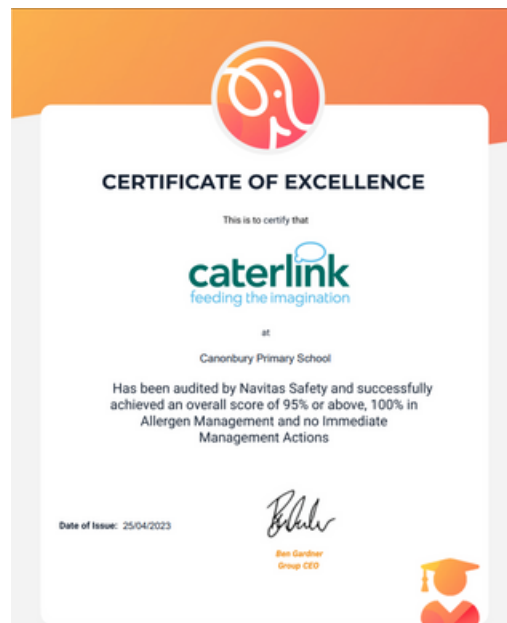 CERTIFICATE OF EXCELLENCE
This is to certify that
caterlink
feeding the imagination
at
Canonbury Primary School
Has been audited by Navitas Safety and successfully
achieved an overall score of 95% or above, 100% in
Allergen Management and no Immediate
Management Actions
Date of Issue: 25/04/2023
Ben Gardner
Group CEO